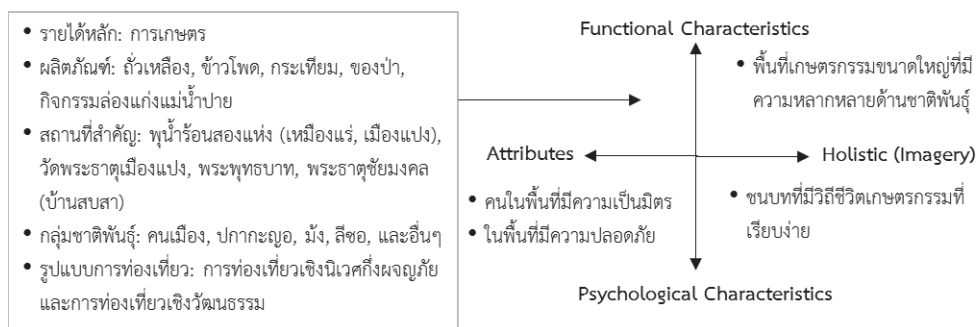 • รายได้หลัก: การเกษตร
• ผลิตภัณฑ์: ถั่วเหลือง, ข้าวโพด, กระเทียม, ของป่า,
กิจกรรมล่องแก่งแม่น้ำปาย
• สถานที่สำคัญ: พุน้ำร้อนสองแห่ง (เหมืองแร่, เมืองแปง),
วัดพระธาตุเมืองแปง, พระพุทธบาท, พระธาตุชัยมงคล
(บ้านสบสา)
• กลุ่มชาติพันธุ์: คนเมือง, ปกากะญอ, ม้ง, ลีซอ, และอื่นๆ
• รูปแบบการท่องเที่ยว: การท่องเที่ยวเชิงนิเวศกึ่งผจญภัย
และการท่องเที่ยวเชิงวัฒนธรรม
Functional Characteristics
• พื้นที่เกษตรกรรมขนาดใหญ่ที่มี
ความหลากหลายด้านชาติพันธุ์
Attributes
Holistic (Imagery)
• คนในพื้นที่มีความเป็นมิตร
• ในพื้นที่มีความปลอดภัย
• ชนบทที่มีวิถีชีวิตเกษตรกรรมที่
เรียบง่าย
Psychological Characteristics